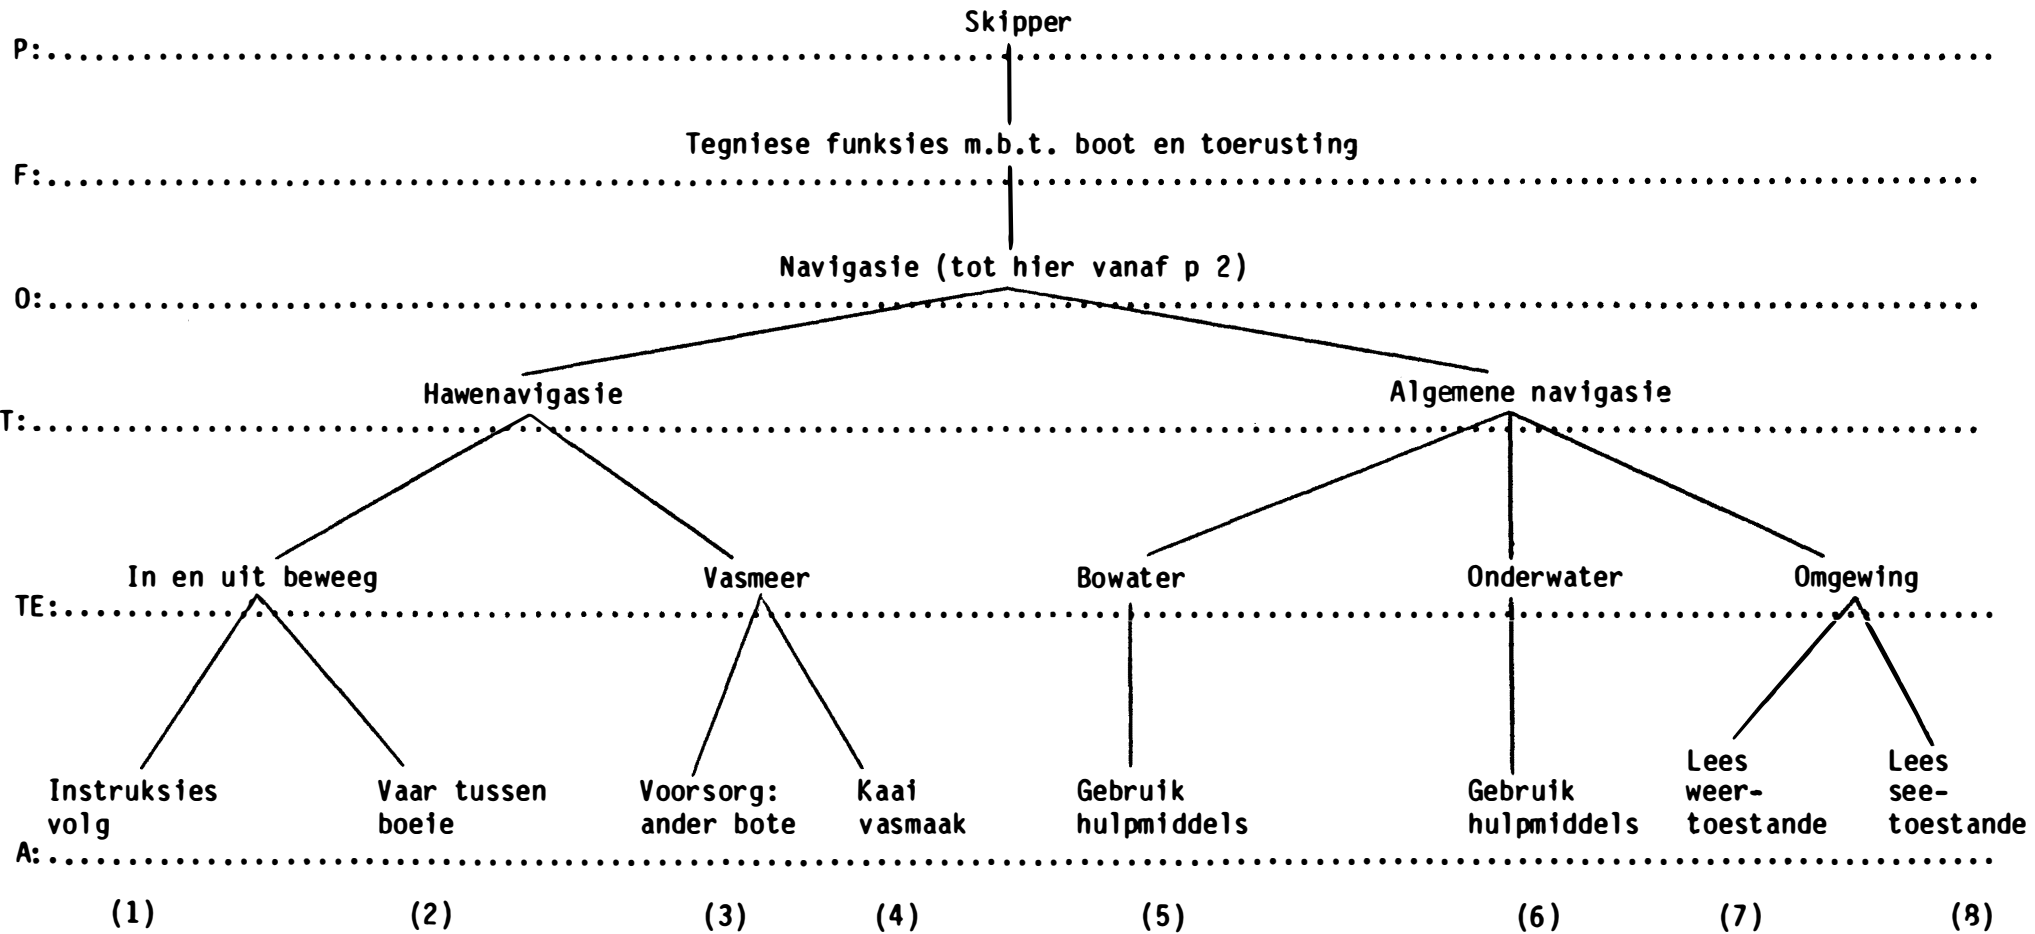 Skipper
P:
Tegniese funksies m.b.t. boot en toerusting
F:
Navigasie (tot hier vanaf p 2)
O:
Hawenavigasie Algemene navigasie
T:
In en uit beweeg Vasmeer Bowater Onderwater Omgewing
TE:
Lees Lees
Instruksies Vaar tussen Voorsorg: Kaai Gebruik Gebruik weer- see-
volg boeie ander bote vasmaak hulpmiddels hulpmiddels toestande toestande
A:
(1) (2) (3) (4) (5) (6) (7) (8)